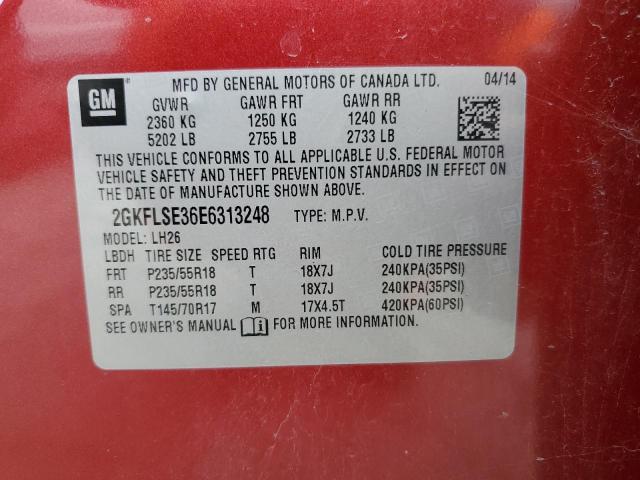 GM ® MFD BY GENERAL MOTORS OF CANADA LTD. 04/14
GVWR GAWR FRT GAWR RR
2360 KG 1250 KG 1240 KG
5202 LB 2755 LB 2733 LB
THIS VEHICLE CONFORMS TO ALL APPLICABLE U.S. FEDERAL MOTOR
VEHICLE SAFETY AND THEFT PREVENTION STANDARDS IN EFFECT ON
THE DATE OF MANUFACTURE SHOWN ABOVE.
2GKFLSE36E6313248 TYPE: M.P.V.
MODEL: LH26
LBDH TIRE SIZE SPEED RTG RIM COLD TIRE PRESSURE
FRT P235/55R18 T 18X7J 240KPA(35PSI)
RR P235/55R18 T 18X7J 240KPA(35PSI)
SPA T145/70R17 M 17X4.5T 420KPA(60PSI)
SEE OWNER'S MANUAL FOR MORE INFORMATION.